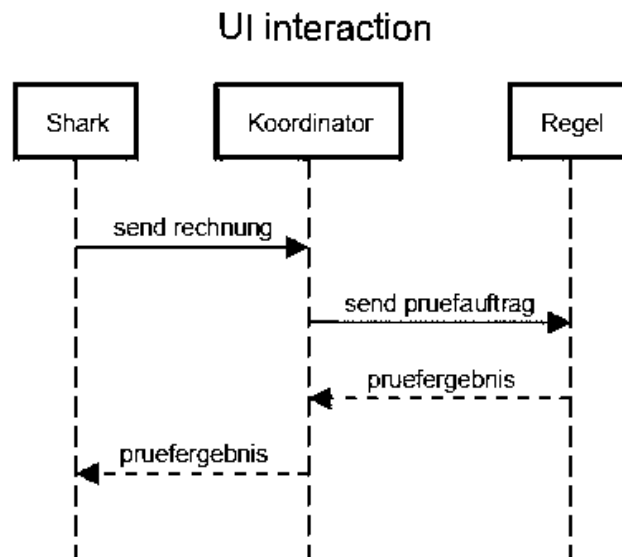 UI interaction
Shark
Koordinator
Regel
send rechnung
send pruefauftrag
pruefergebnis
pruefergebnis